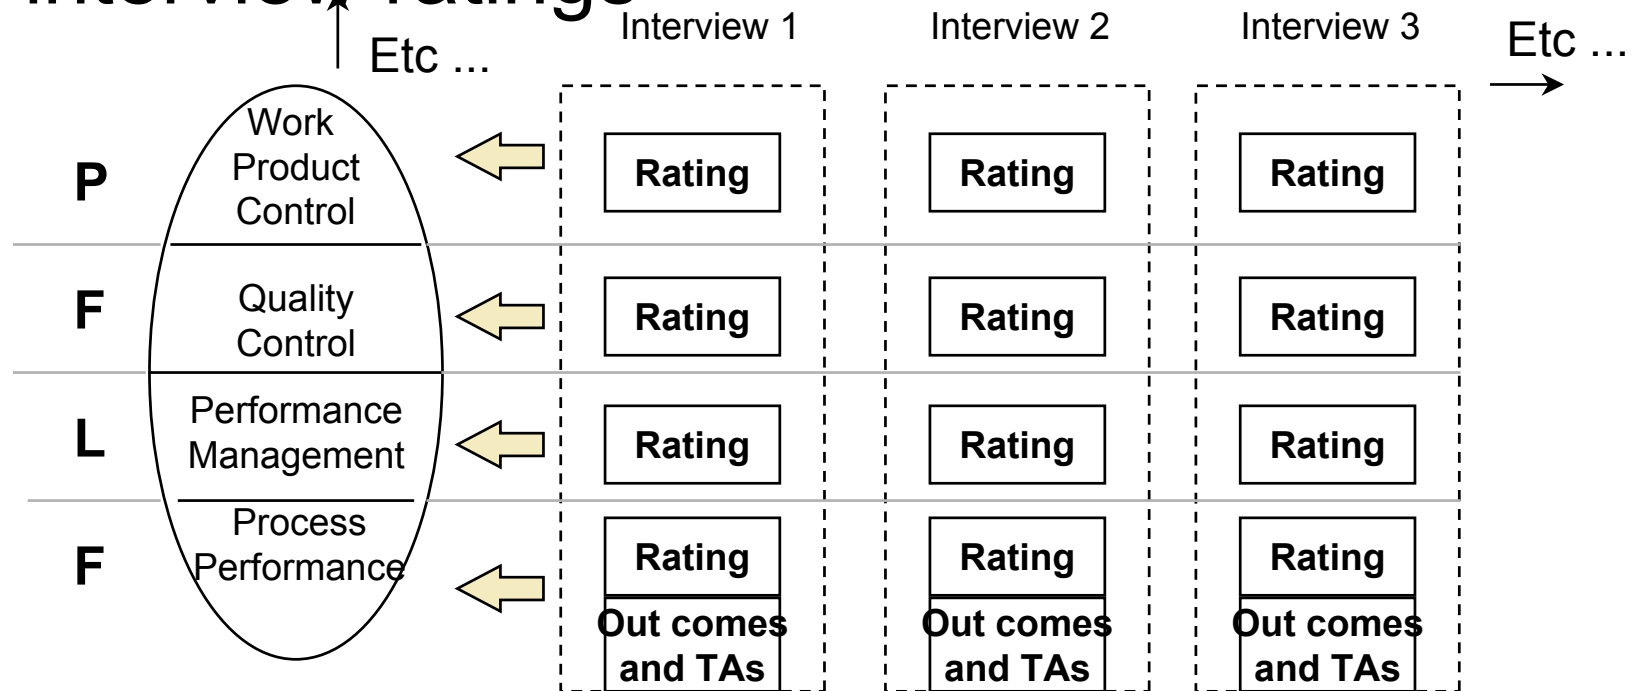 interview ratings
Etc ...
Interview 1
Interview 2
Interview 3
Etc ...
P
Work
Product
Control
Rating
Rating
Rating
F
Quality
Control
Rating
Rating
Rating
L
Performance
Management
Rating
Rating
Rating
F
Process
Performance
Rating
Rating
Rating
Out comes
and TAs
Out comes
and TAs
Out comes
and TAs